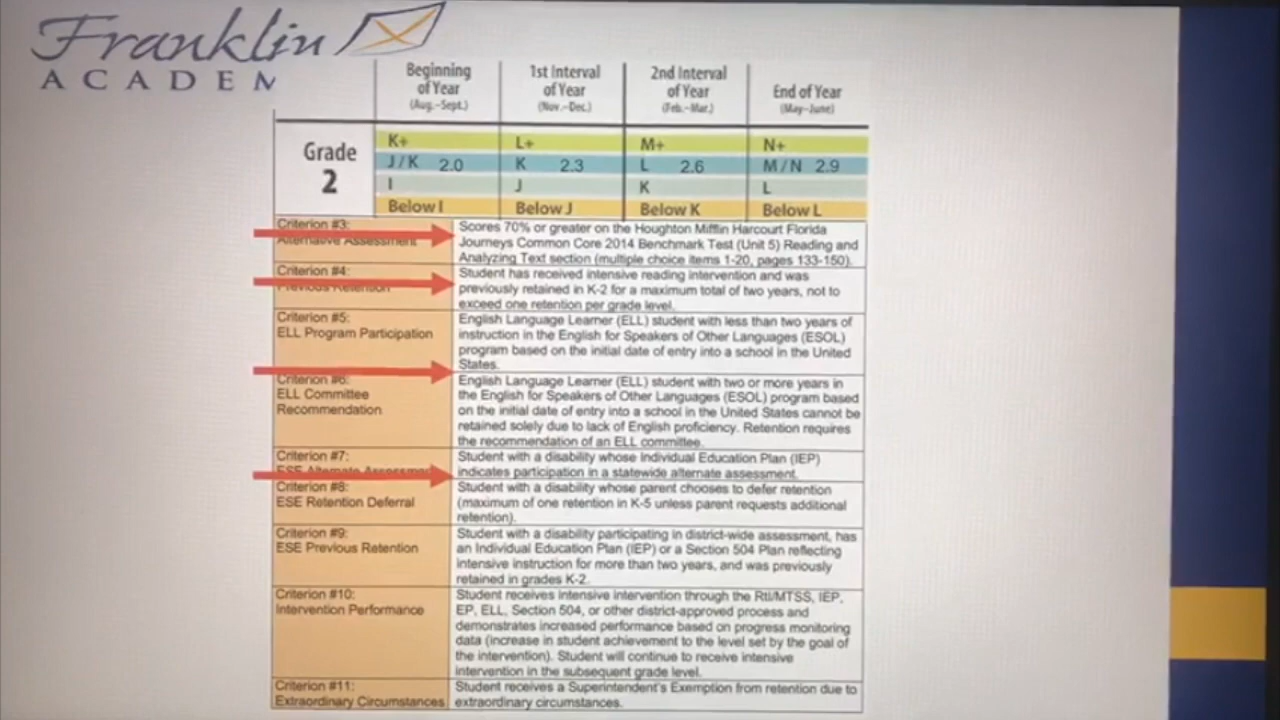 Franklin
ACADEM
Beginning of Year (Aug.-Sept.)
1st Interval of Year (Nov.-Dec.)
2nd Interval of Year (Feb.-Mar.)
End of Year (May-June)
Grade 2
K+ L+ M+ N+
J/K 2.0 K 2.3 L 2.6 M/N 2.9
I J K L
Below I Below J Below K Below L
Criterion #3:
Alternative Assessment
Scores 70% or greater on the Houghton Mifflin Harcourt Florida
Journeys Common Core 2014 Benchmark Test (Unit 5) Reading and
Analyzing Text section (multiple choice items 1-20, pages 133-150).
Criterion #4:
Previous Retention
Student has received intensive reading intervention and was
previously retained in K-2 for a maximum total of two years, not to
exceed one retention per grade level.
Criterion #5:
ELL Program Participation
English Language Learner (ELL) student with less than two years of
instruction in the English for Speakers of Other Languages (ESOL)
program based on the initial date of entry into a school in the United
States.
Criterion #6:
ELL Committee
Recommendation
English Language Learner (ELL) student with two or more years in
the English for Speakers of Other Languages (ESOL) program based
on the initial date of entry into a school in the United States cannot be
retained solely due to lack of English proficiency. Retention requires
the recommendation of an ELL committee.
Criterion #7:
ESE Alternate Assessment
Student with a disability whose Individual Education Plan (IEP)
indicates participation in a statewide alternate assessment.
Criterion #8:
ESE Retention Deferral
Student with a disability whose parent chooses to defer retention
(maximum of one retention in K-5 unless parent requests additional
retention).
Criterion #9:
ESE Previous Retention
Student with a disability participating in district-wide assessment, has
an Individual Education Plan (IEP) or a Section 504 Plan reflecting
intensive instruction for more than two years, and was previously
retained in grades K-2.
Criterion #10:
Intervention Performance
Student receives intensive intervention through the RtI/MTSS, IEP,
EP, ELL, Section 504, or other district-approved process and
demonstrates increased performance based on progress monitoring
data (increase in student achievement to the level set by the goal of
the intervention). Student will continue to receive intensive
intervention in the subsequent grade level.
Criterion #11:
Extraordinary Circumstances
Student receives a Superintendent's Exemption from retention due to
extraordinary circumstances.